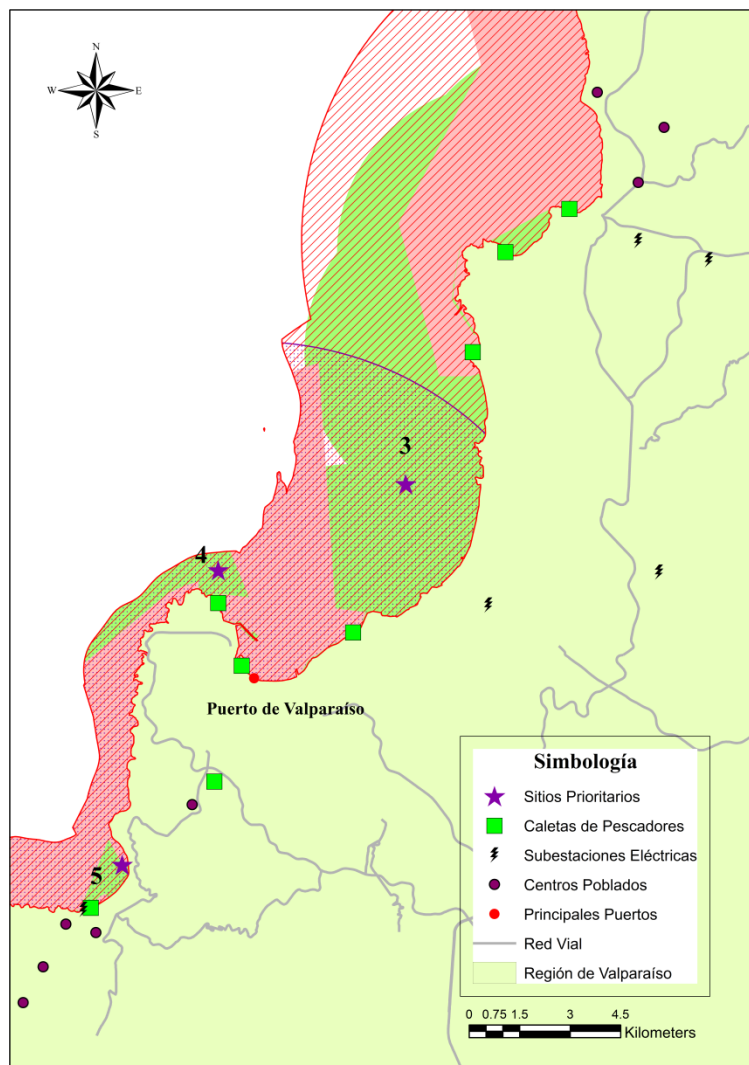 N
W E
S
3
4
Puerto de Valparaíso
5
Simbología
Sitios Prioritarios
Caletas de Pescadores
Subestaciones Eléctricas
Centros Poblados
Principales Puertos
Red Vial
Región de Valparaíso
0 0.75 1.5 3 4.5
Kilometers